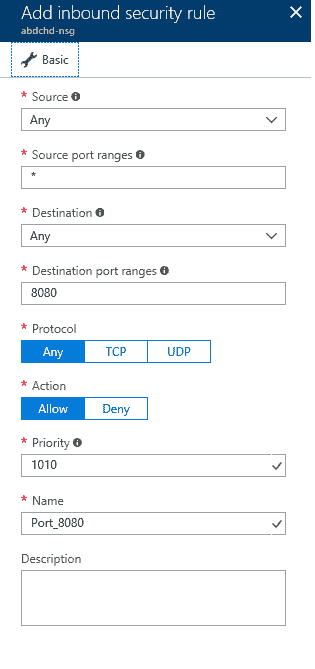 Add inbound security rule
abdchd-nsg
Basic
* Source
Any
* Source port ranges
*
* Destination
Any
* Destination port ranges
8080
* Protocol
Any TCP UDP
* Action
Allow Deny
* Priority
1010
* Name
Port_8080
Description